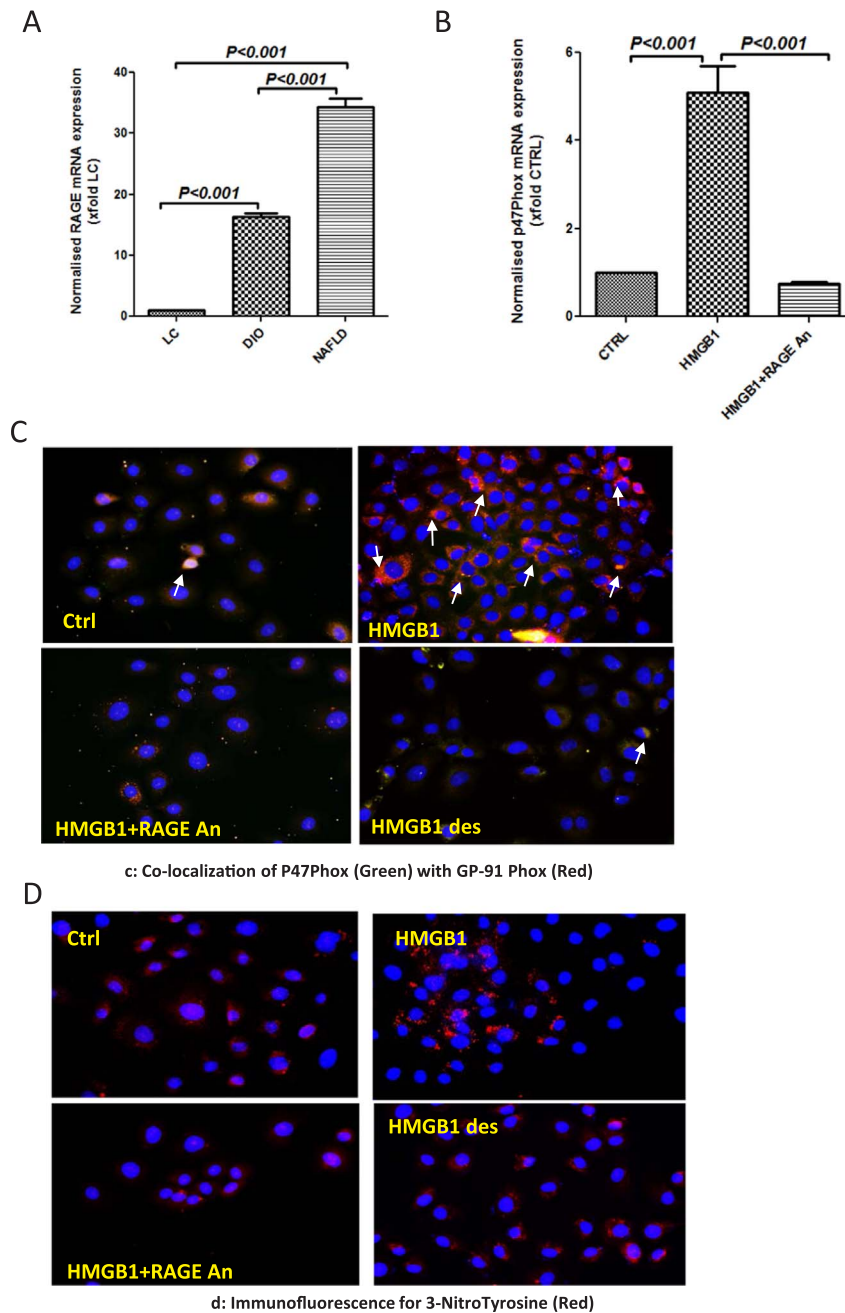 A
B
P<0.001
P<0.001
P<0.001
Normalised RAGE mRNA expression
(xfold LC)
40
30
20
10
0
LC
DIO
NAFLD
P<0.001
P<0.001
Normalised p47Phox mRNA expression
(xfold CTRL)
6
4
2
0
CTRL
HMGB1
HMGB1+RAGE An
C
Ctrl
HMGB1
HMGB1+RAGE An
HMGB1 des
c: Co-localization of P47Phox (Green) with GP-91 Phox (Red)
D
Ctrl
HMGB1
HMGB1+RAGE An
HMGB1 des
d: Immunofluorescence for 3-NitroTyrosine (Red)